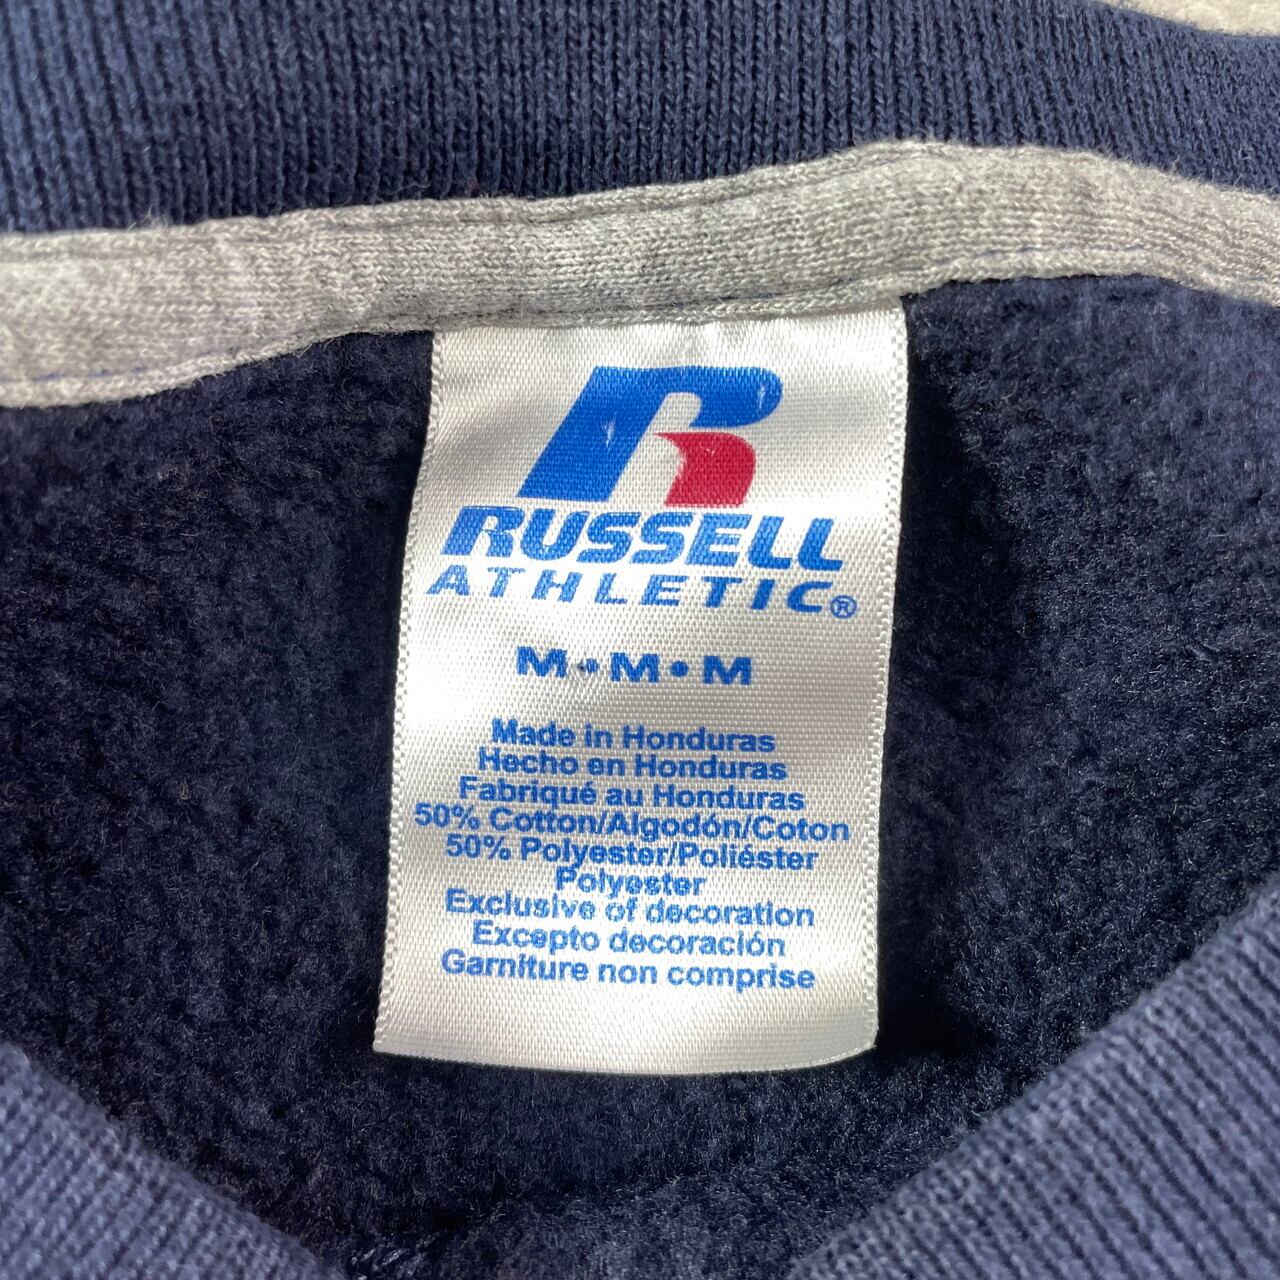 R
RUSSELL
ATHLETIC®
M•M•M
Made in Honduras
Hecho en Honduras
Fabriqué au Honduras
50% Cotton/Algodón/Coton
50% Polyester/Poliéster
Polyester
Exclusive of decoration
Excepto decoración
Garniture non comprise